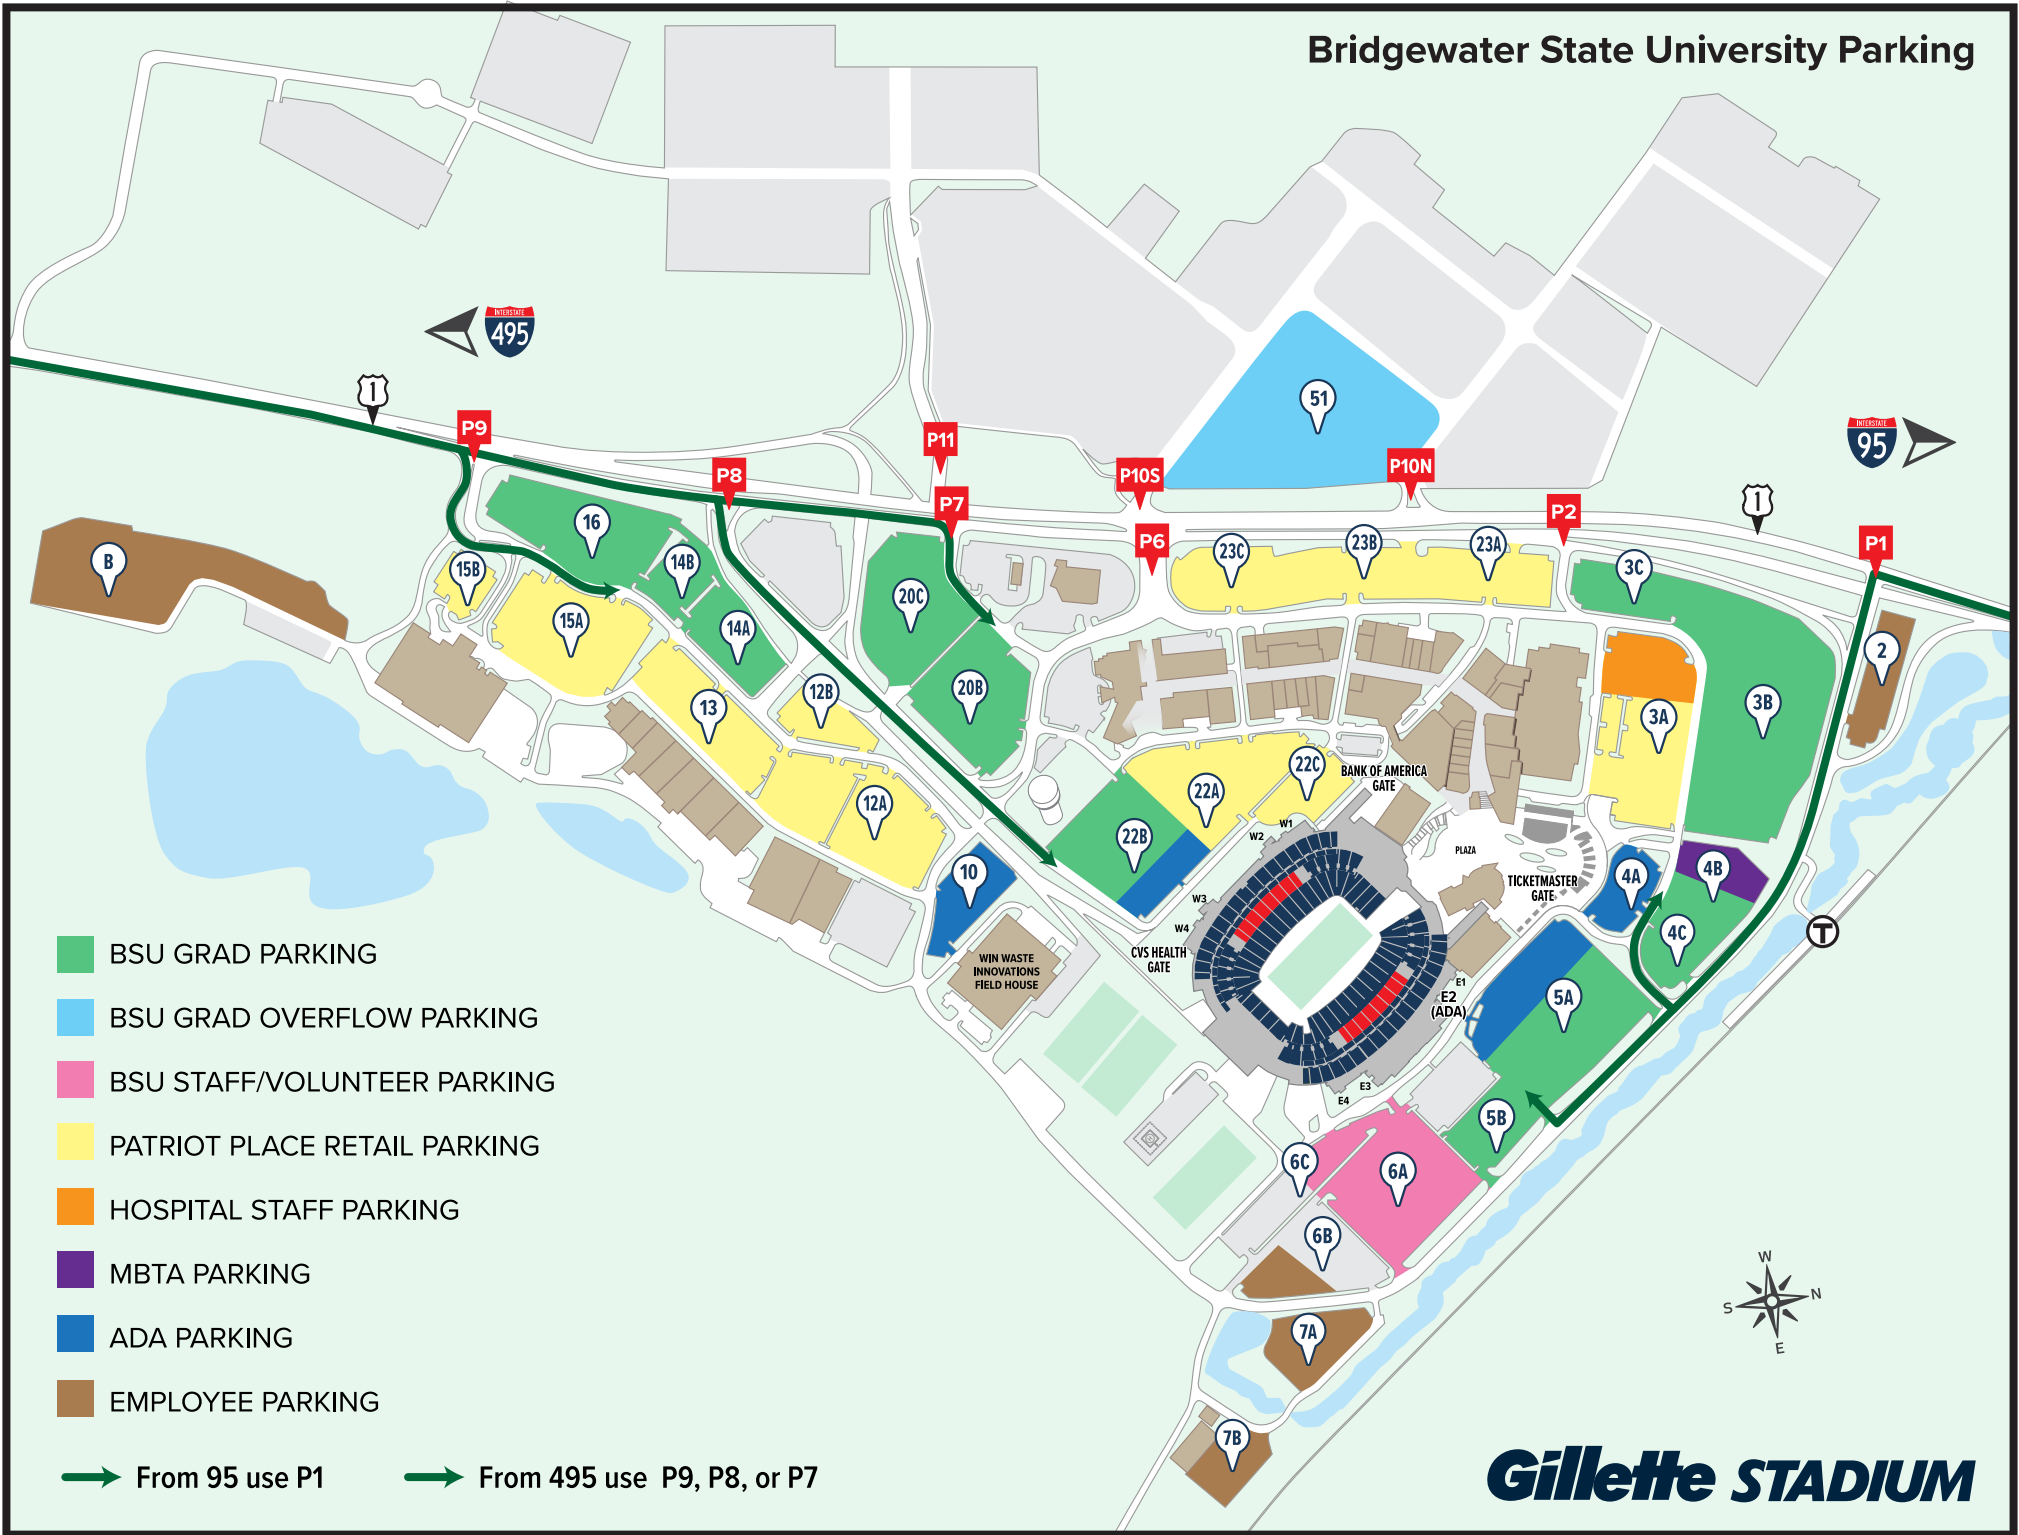 Bridgewater State University Parking
INTERSTATE
495
1
P9
P8
P11
P7
P10S
P6
P10N
P2
51
INTERSTATE
95
1
P1
B
15B
16
14B
15A
14A
20C
20B
23C
23B
23A
3C
2
3A
3B
13
12B
12A
22A
22C
22B
BANK OF AMERICA
GATE
W1
W2
W3
W4
CVS HEALTH
GATE
PLAZA
TICKETMASTER
GATE
4A
4B
4C
T
10
WIN WASTE
INNOVATIONS
FIELD HOUSE
E1
E2
(ADA)
E3
E4
5A
5B
6C
6A
6B
7A
7B
BSU GRAD PARKING
BSU GRAD OVERFLOW PARKING
BSU STAFF/VOLUNTEER PARKING
PATRIOT PLACE RETAIL PARKING
HOSPITAL STAFF PARKING
MBTA PARKING
ADA PARKING
EMPLOYEE PARKING
From 95 use P1
From 495 use P9, P8, or P7
W
S
N
E
Gillette STADIUM